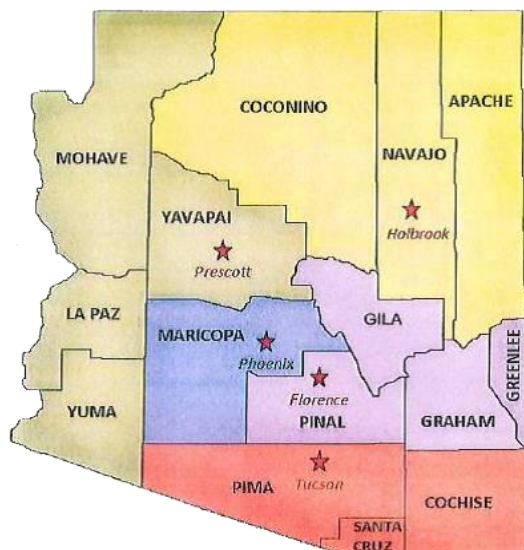 COCONINO
APACHE
MOHAVE
NAVAJO
YAVAPAI
Holbrook
Prescott
LA PAZ
GILA
MARICOPA
Phoenix
GREENLEE
Florence
YUMA
PINAL
GRAHAM
PIMA
Tucson
COCHISE
SANTA
CRUZ